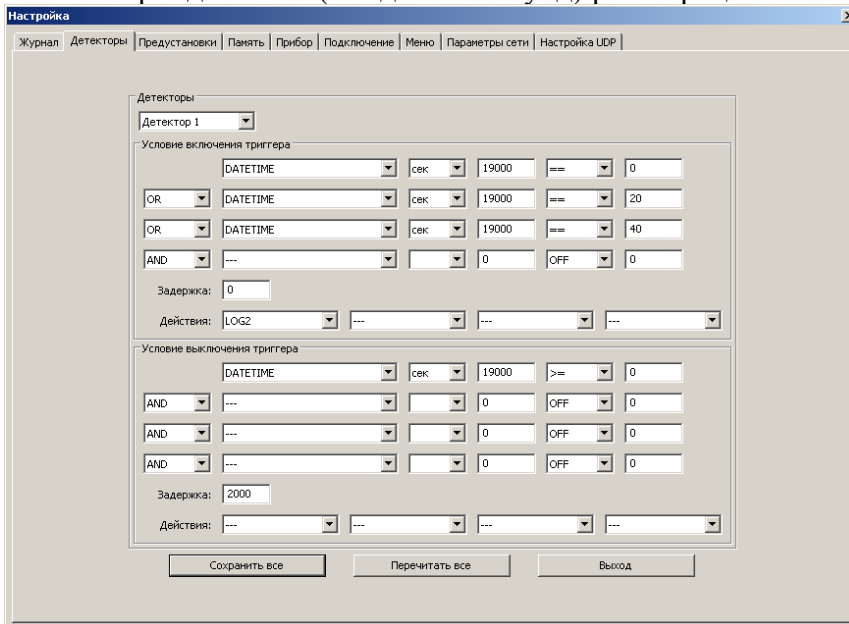 Настройка
Журнал Детекторы Предустановки Память Прибор Подключение Меню Параметры сети Настройка UDP
Детекторы
Детектор 1
Условие включения триггера
DATETIME сек 19000 == 0
OR DATETIME сек 19000 == 20
OR DATETIME сек 19000 == 40
AND --- 0 OFF 0
Задержка: 0
Действия: LOG2 --- --- ---
Условие выключения триггера
DATETIME сек 19000 >= 0
AND --- 0 OFF 0
AND --- 0 OFF 0
AND --- 0 OFF 0
Задержка: 2000
Действия: --- --- --- ---
Сохранить все Перечитать все Выход